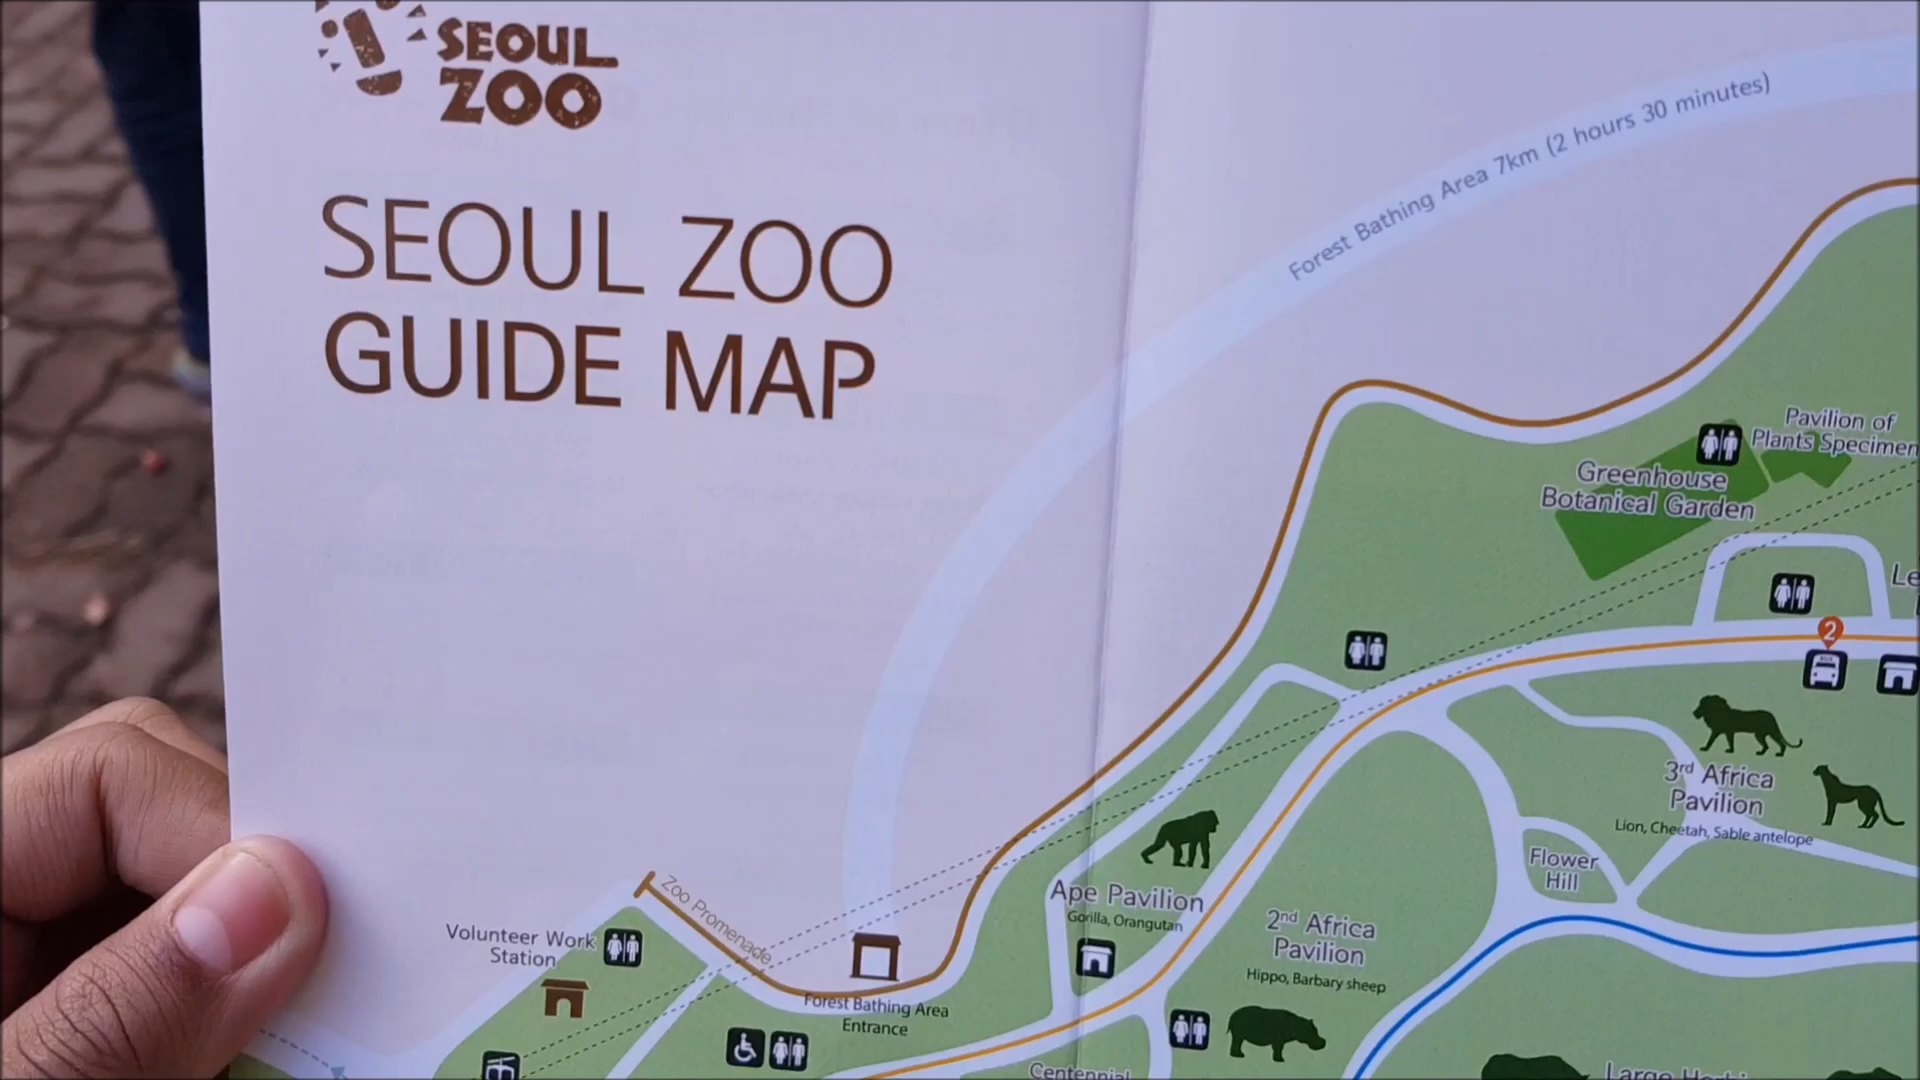 SEOUL
ZOO
SEOUL ZOO
GUIDE MAP
Forest Bathing Area 7km (2 hours 30 minutes)
Pavilion of
Plants Specimen
Greenhouse
Botanical Garden
2
3rd Africa
Pavilion
Lion, Cheetah, Sable antelope
Flower
Hill
Ape Pavilion
Gorilla, Orangutan
2nd Africa
Pavilion
Hippo, Barbary sheep
Zoo Promenade
Volunteer Work
Station
Forest Bathing Area
Entrance
Centennial
Large